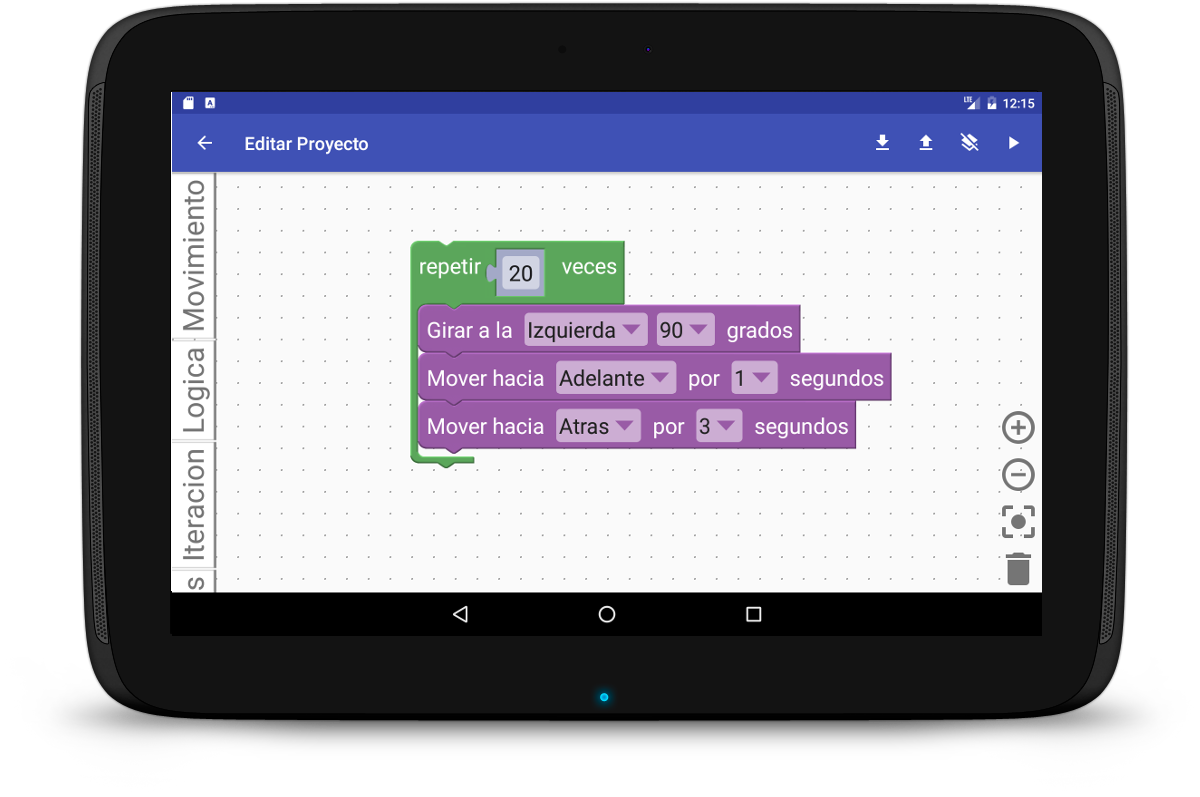 LTE 12:15
Editar Proyecto
Movimiento
Logica
Iteracion
s
repetir 20 veces
Girar a la Izquierda 90 grados
Mover hacia Adelante por 1 segundos
Mover hacia Atras por 3 segundos